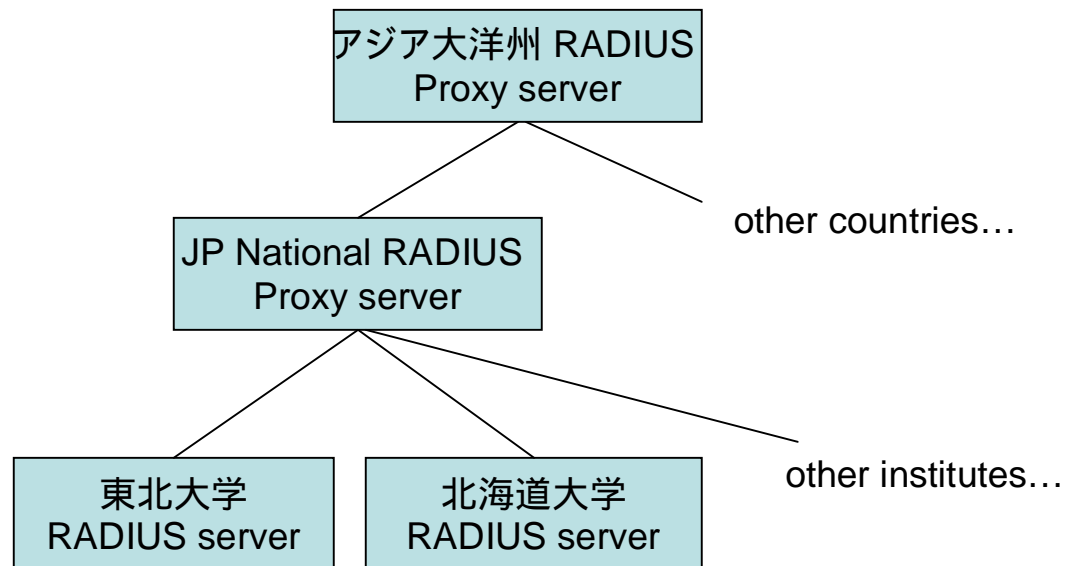 アジア大洋州 RADIUS
Proxy server
other countries…
JP National RADIUS
Proxy server
other institutes…
東北大学
RADIUS server
北海道大学
RADIUS server